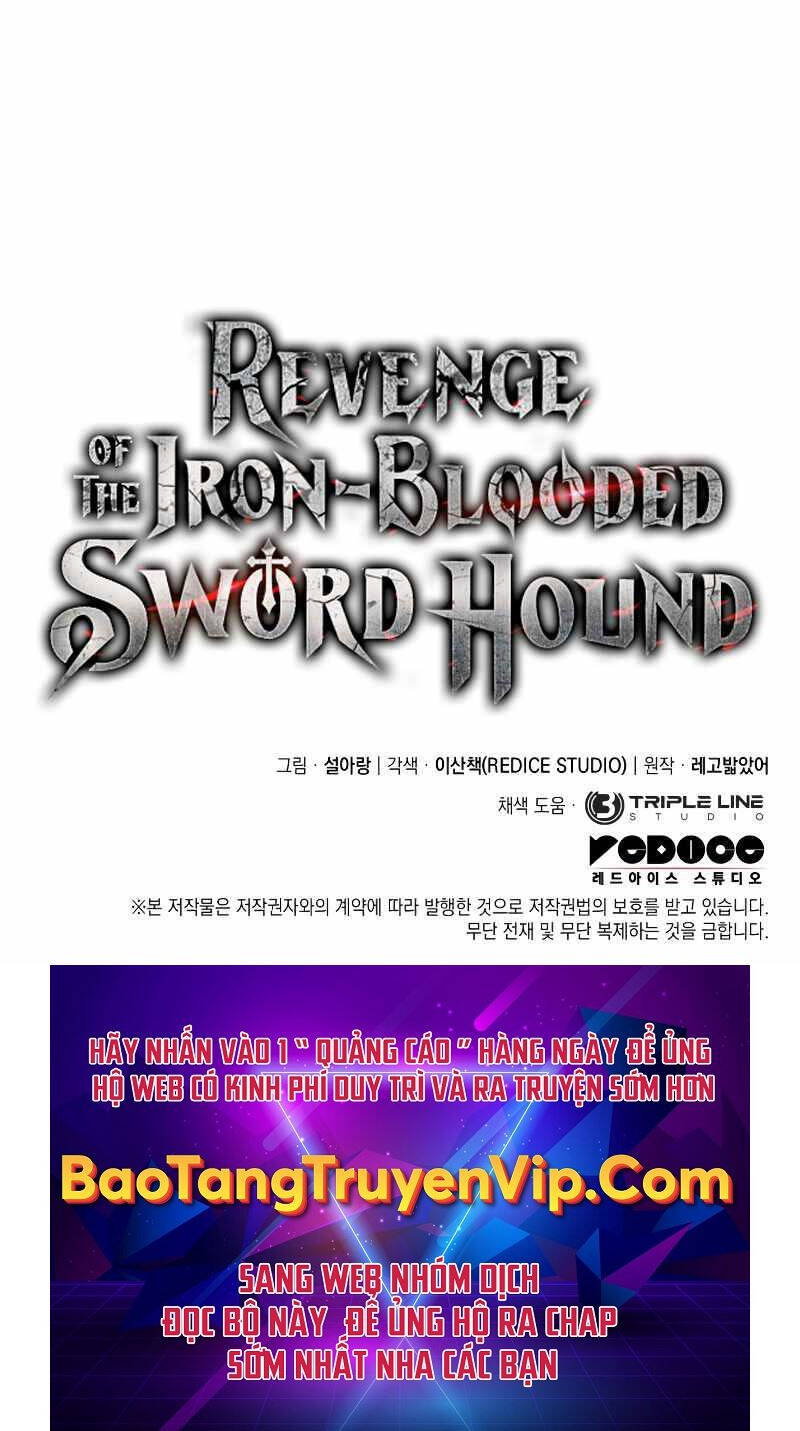 REVENGE
OF THE IRON-BLOODED
SWORD HOUND
그림 · 설아랑 | 각색 · 이산책(REDICE STUDIO) | 원작 · 레고밟았어
채색 도움 · 3 TRIPLE LINE
STUDIO
REDICE
레드아이스 스튜디오
※본 저작물은 저작권자와의 계약에 따라 발행한 것으로 저작권법의 보호를 받고 있습니다.
무단 전재 및 무단 복제하는 것을 금합니다.
HÃY NHẤN VÀO 1 " QUẢNG CÁO " HÀNG NGÀY ĐỂ ỦNG
HỘ WEB CÓ KINH PHÍ DUY TRÌ VÀ RA TRUYỆN SỚM HƠN
BaoTangTruyenVip.Com
SANG WEB NHÓM DỊCH
ĐỌC BỘ NÀY ĐỂ ỦNG HỘ RA CHAP
SỚM NHẤT NHA CÁC BẠN